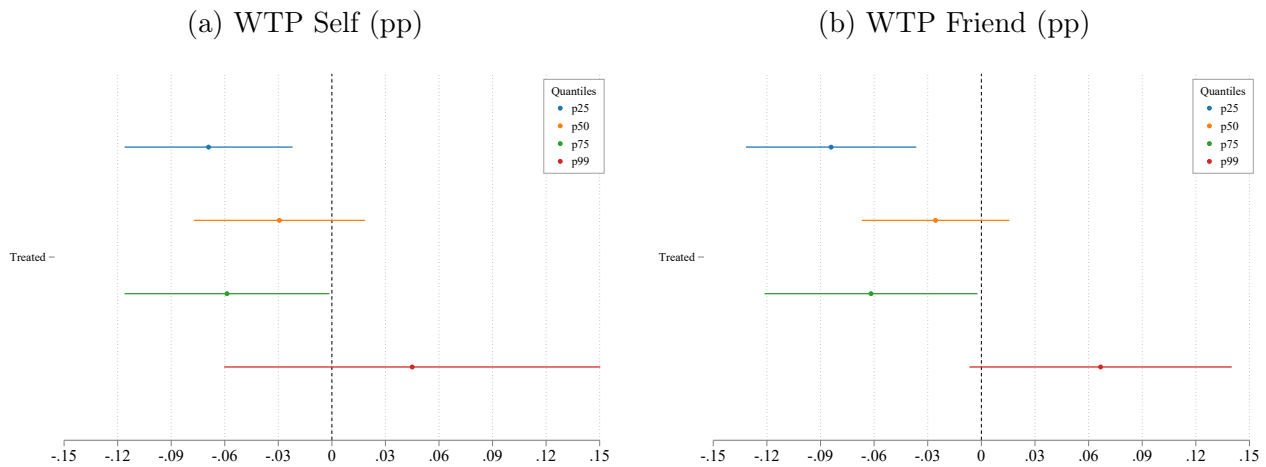 (a) WTP Self (pp)
Quantiles
p25
p50
p75
p99
Treated
-.15 -.12 -.09 -.06 -.03 0 .03 .06 .09 .12 .15
(b) WTP Friend (pp)
Quantiles
p25
p50
p75
p99
Treated
-.15 -.12 -.09 -.06 -.03 0 .03 .06 .09 .12 .15